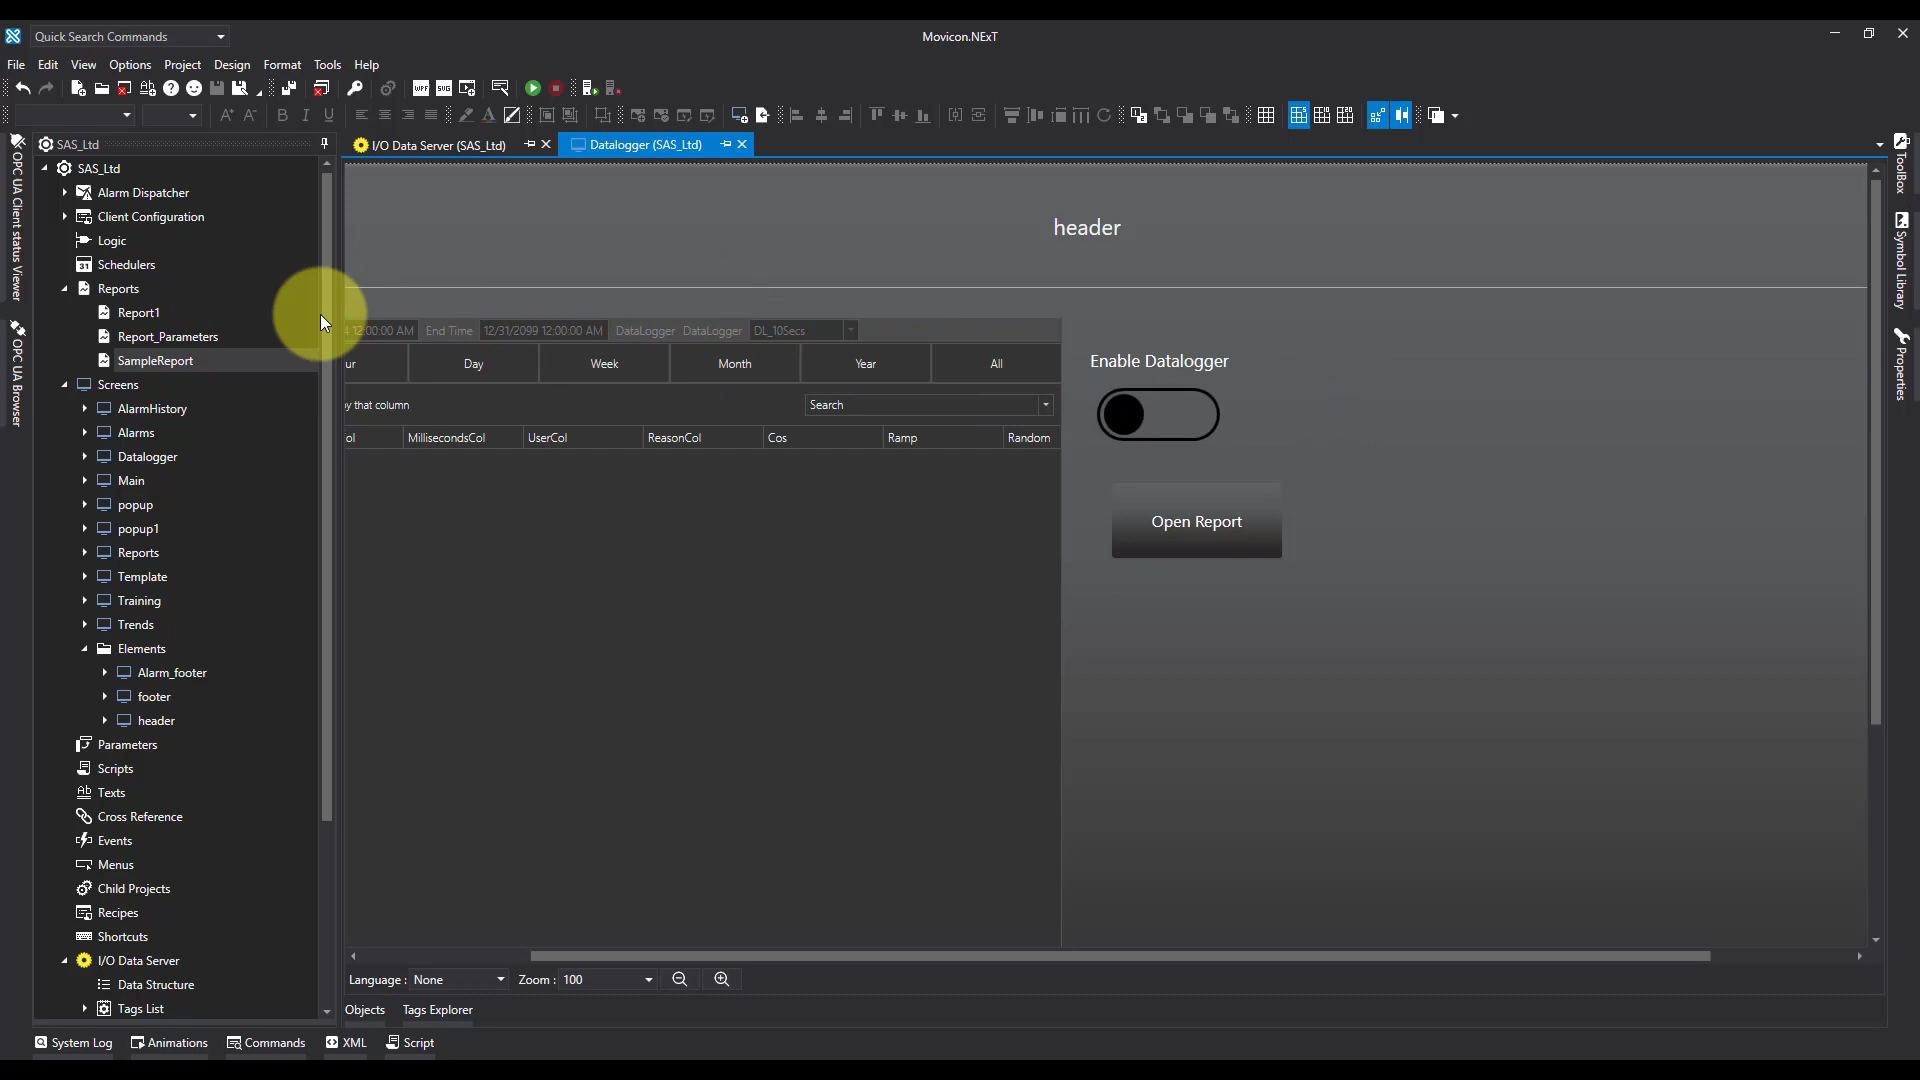 Quick Search Commands
Movicon.NExT
File Edit View Options Project Design Format Tools Help
WPF SVG
SAS_Ltd
I/O Data Server (SAS_Ltd)
Datalogger (SAS_Ltd)
OPC UA Client status Viewer
OPC UA Browser
SAS_Ltd
Alarm Dispatcher
Client Configuration
Logic
Schedulers
Reports
Report1
Report_Parameters
SampleReport
Screens
AlarmHistory
Alarms
Datalogger
Main
popup
popup1
Reports
Template
Training
Trends
Elements
Alarm_footer
footer
header
Parameters
Scripts
Texts
Cross Reference
Events
Menus
Child Projects
Recipes
Shortcuts
I/O Data Server
Data Structure
Tags List
header
12:00:00 AM End Time 12/31/2099 12:00:00 AM DataLogger DataLogger DL_10Secs
ur Day Week Month Year All
y that column
Search
ol MillisecondsCol UserCol ReasonCol Cos Ramp Random
Enable Datalogger
Open Report
Language : None Zoom : 100
Objects Tags Explorer
System Log Animations Commands XML Script
ToolBox
Symbol Library
Properties